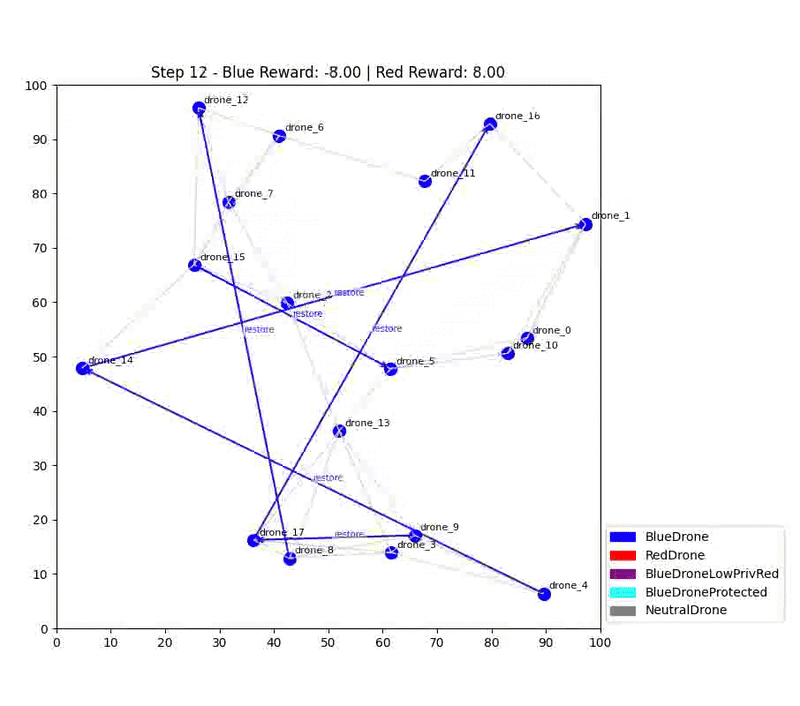 Step 12 - Blue Reward: -8.00 | Red Reward: 8.00
100
90
80
70
60
50
40
30
20
10
0
0 10 20 30 40 50 60 70 80 90 100
drone_12
drone_6
drone_16
drone_11
drone_7
drone_1
drone_15
drone_2
restore
restore
restore
restore
drone_0
drone_10
drone_14
drone_5
drone_13
restore
drone_17
restore
drone_9
drone_8
drone_3
drone_4
BlueDrone
RedDrone
BlueDroneLowPrivRed
BlueDroneProtected
NeutralDrone